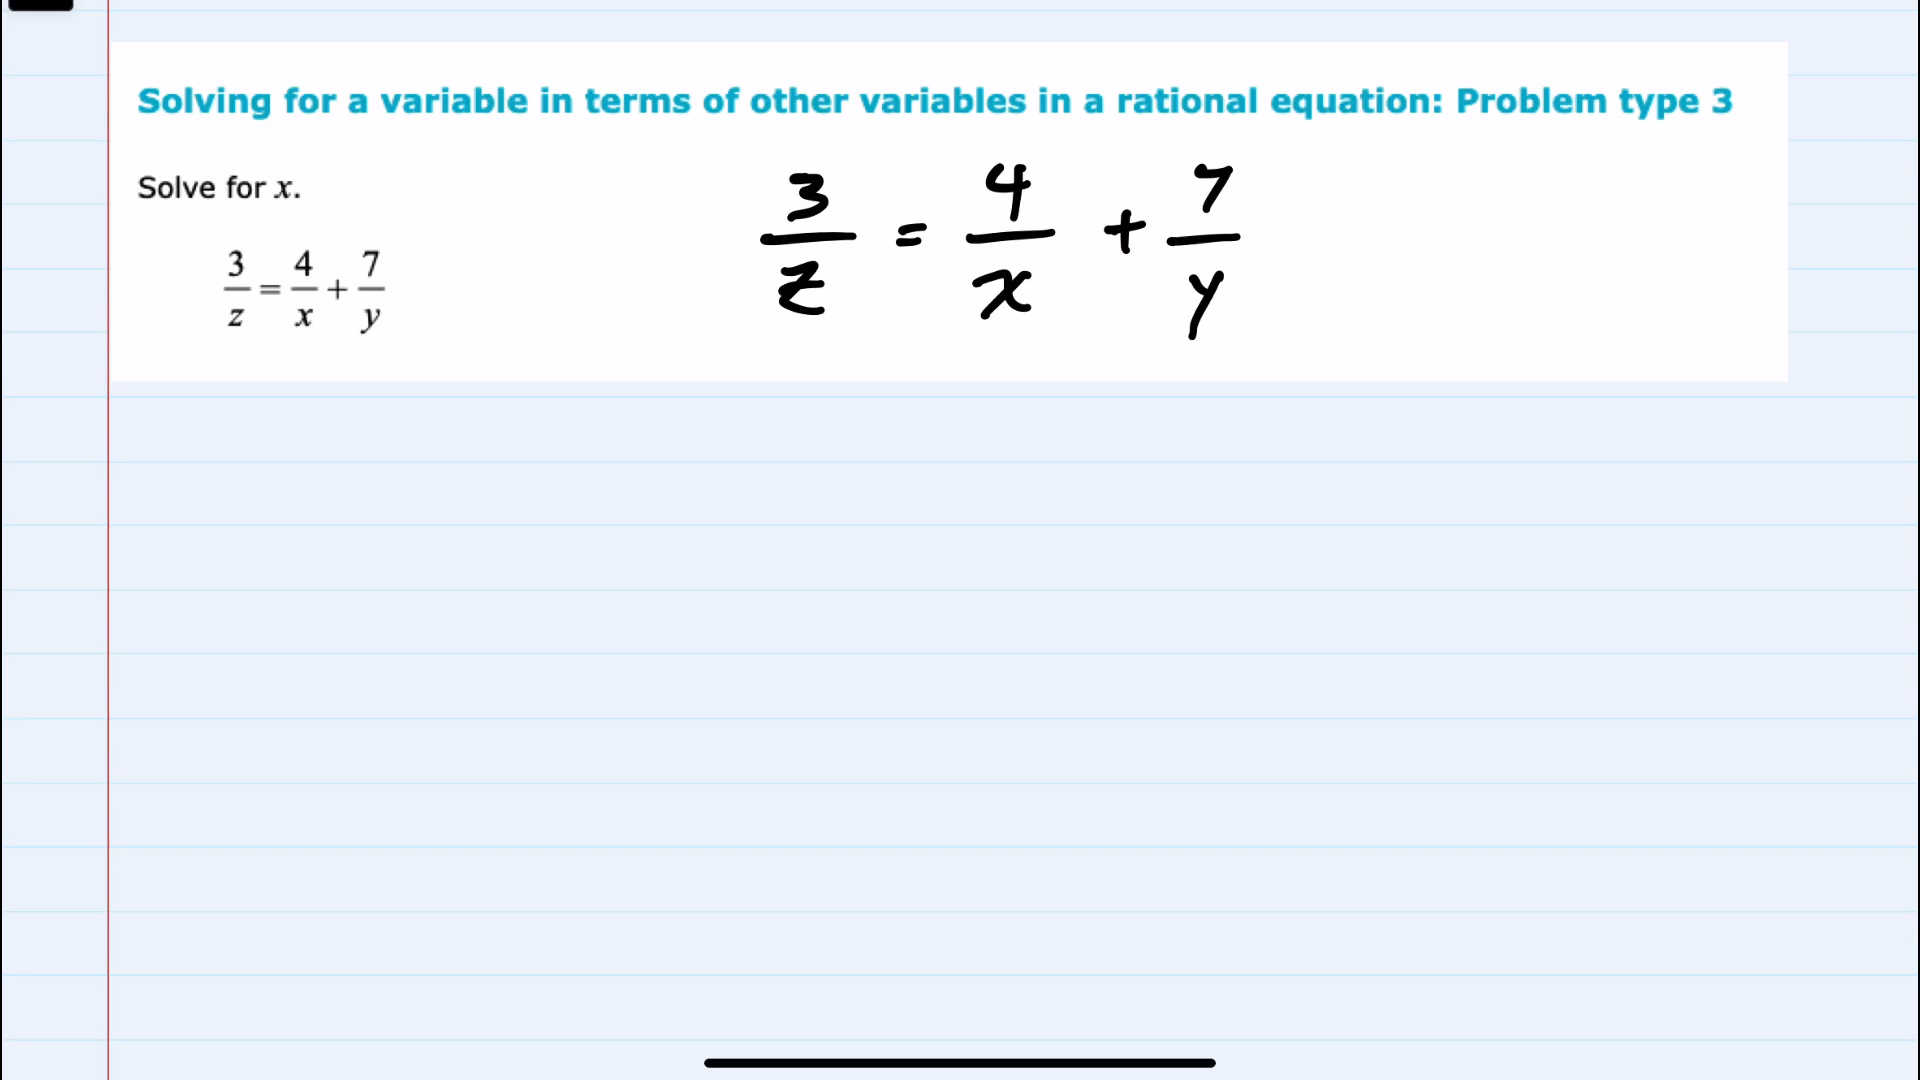 Solving for a variable in terms of other variables in a rational equation: Problem type 3
Solve for x.
3/z = 4/x + 7/y
3/z = 4/x + 7/y